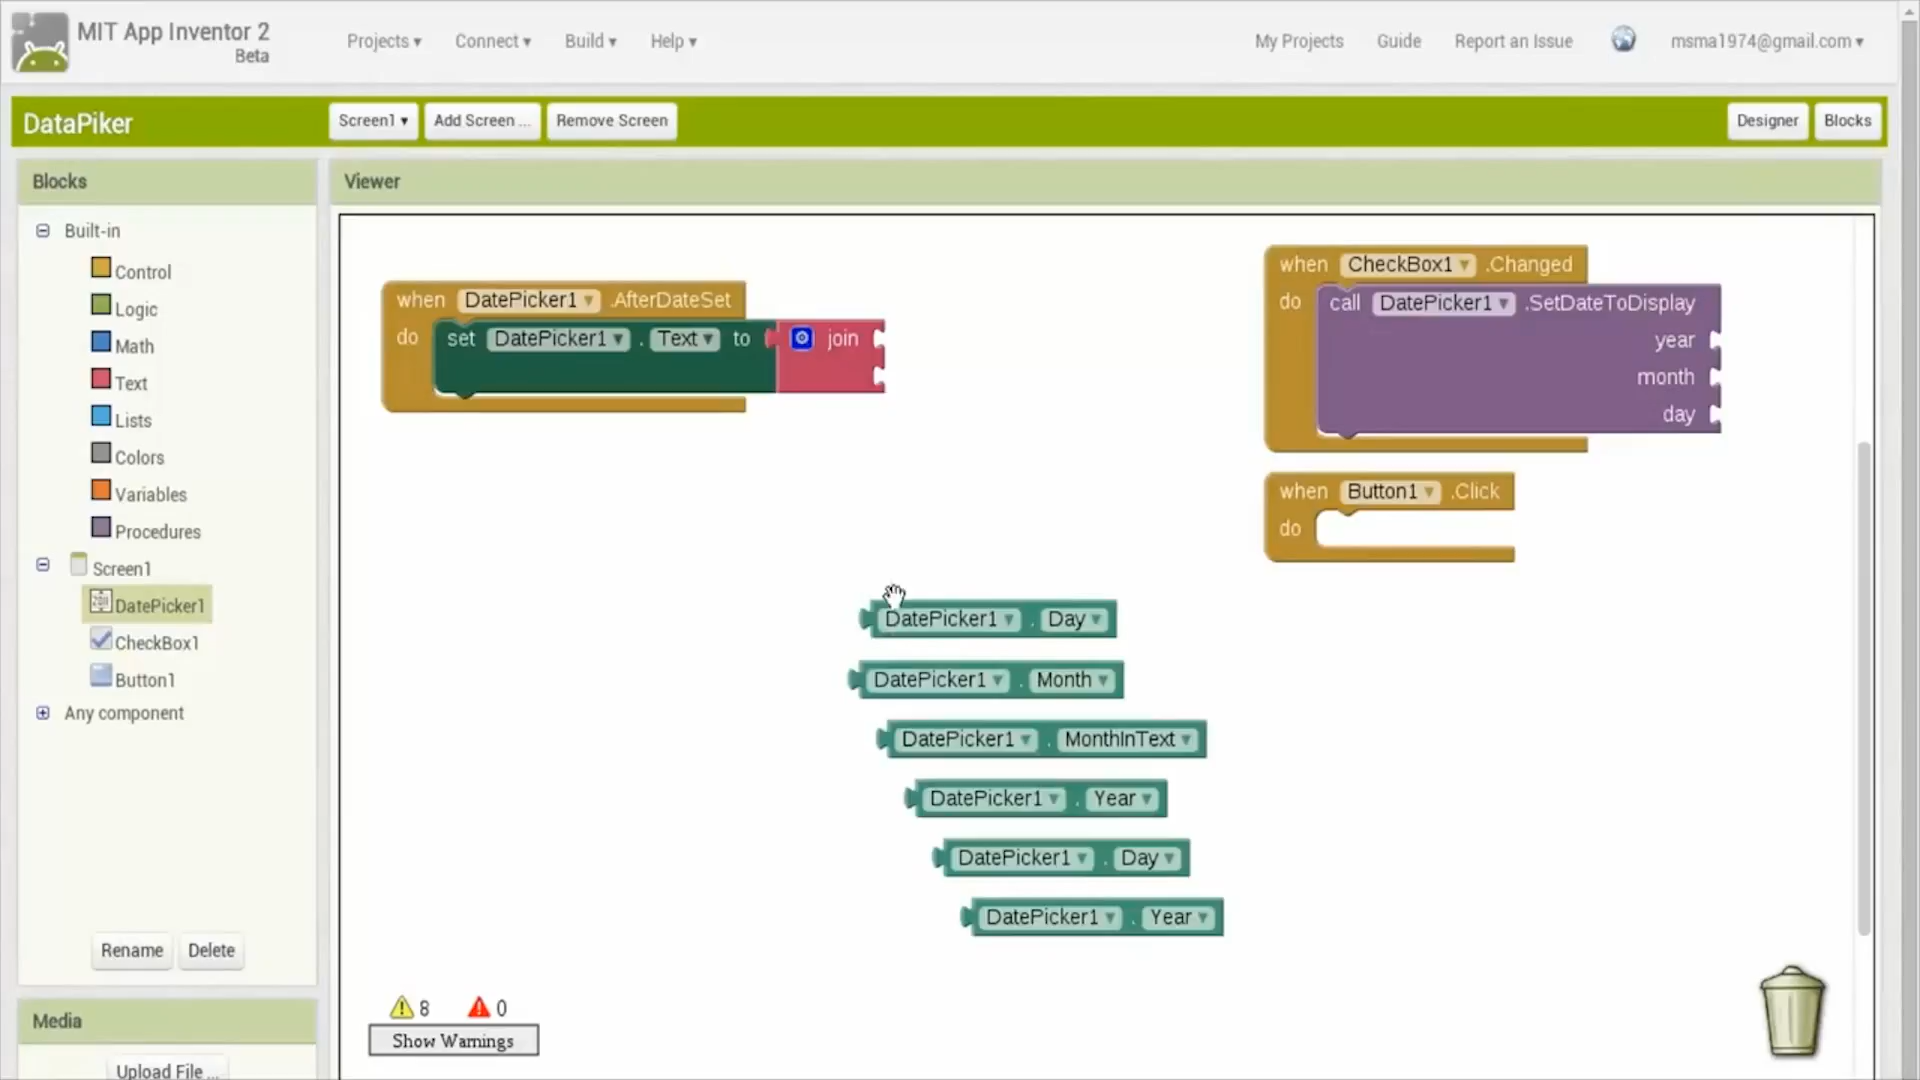 MIT App Inventor 2
Beta
Projects ▾ Connect ▾ Build ▾ Help ▾
My Projects Guide Report an Issue msma1974@gmail.com ▾
DataPiker
Screen1 ▾ Add Screen ... Remove Screen
Designer Blocks
Blocks
Viewer
Built-in
Control
Logic
Math
Text
Lists
Colors
Variables
Procedures
Screen1
DatePicker1
CheckBox1
Button1
Any component
Rename Delete
Media
Upload File ...
when DatePicker1 ▾ .AfterDateSet
do set DatePicker1 ▾ . Text ▾ to join
when CheckBox1 ▾ .Changed
do call DatePicker1 ▾ .SetDateToDisplay
year
month
day
when Button1 ▾ .Click
do
DatePicker1 ▾ . Day ▾
DatePicker1 ▾ . Month ▾
DatePicker1 ▾ . MonthInText ▾
DatePicker1 ▾ . Year ▾
DatePicker1 ▾ . Day ▾
DatePicker1 ▾ . Year ▾
8 0
Show Warnings